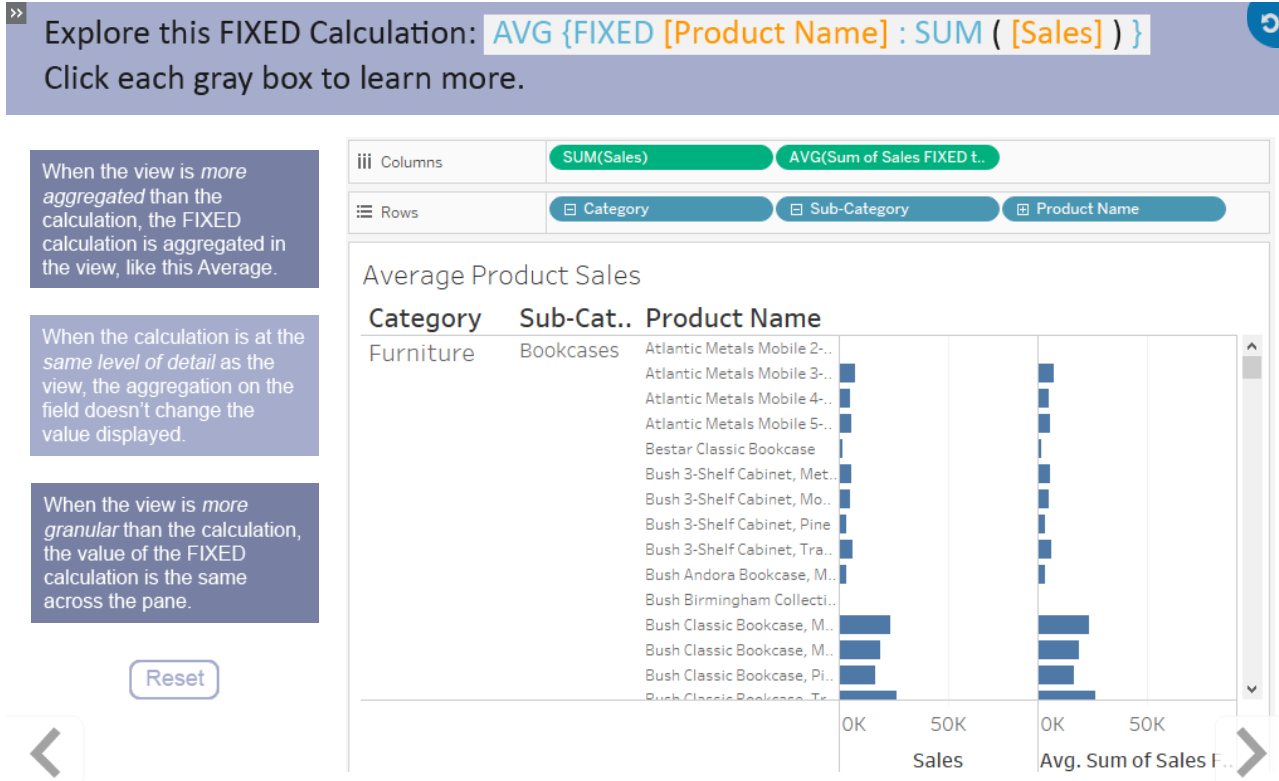 >>
Explore this FIXED Calculation: AVG {FIXED [Product Name] : SUM ( [Sales] ) }
Click each gray box to learn more.
When the view is more
aggregated than the
calculation, the FIXED
calculation is aggregated in
the view, like this Average.
When the calculation is at the
same level of detail as the
view, the aggregation on the
field doesn't change the
value displayed.
When the view is more
granular than the calculation,
the value of the FIXED
calculation is the same
across the pane.
Reset
Columns SUM(Sales) AVG(Sum of Sales FIXED t..
Rows Category Sub-Category Product Name
Average Product Sales
Category Sub-Cat.. Product Name
Furniture Bookcases Atlantic Metals Mobile 2-..
Atlantic Metals Mobile 3-..
Atlantic Metals Mobile 4-..
Atlantic Metals Mobile 5-..
Bestar Classic Bookcase
Bush 3-Shelf Cabinet, Met..
Bush 3-Shelf Cabinet, Mo..
Bush 3-Shelf Cabinet, Pine
Bush 3-Shelf Cabinet, Tra..
Bush Andora Bookcase, M..
Bush Birmingham Collecti..
Bush Classic Bookcase, M..
Bush Classic Bookcase, M..
Bush Classic Bookcase, Pi..
Bush Classic Bookcase, Tr..
0K 50K 0K 50K
Sales Avg. Sum of Sales F..